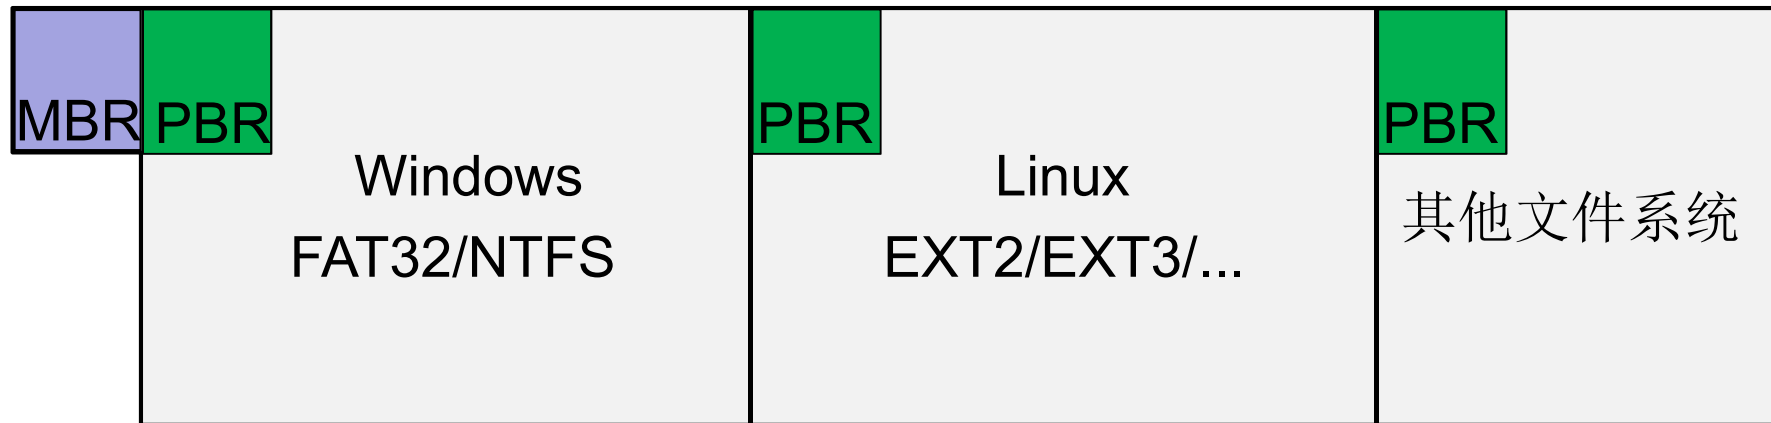 MBR
PBR
Windows
FAT32/NTFS
PBR
Linux
EXT2/EXT3/...
PBR
其他文件系统